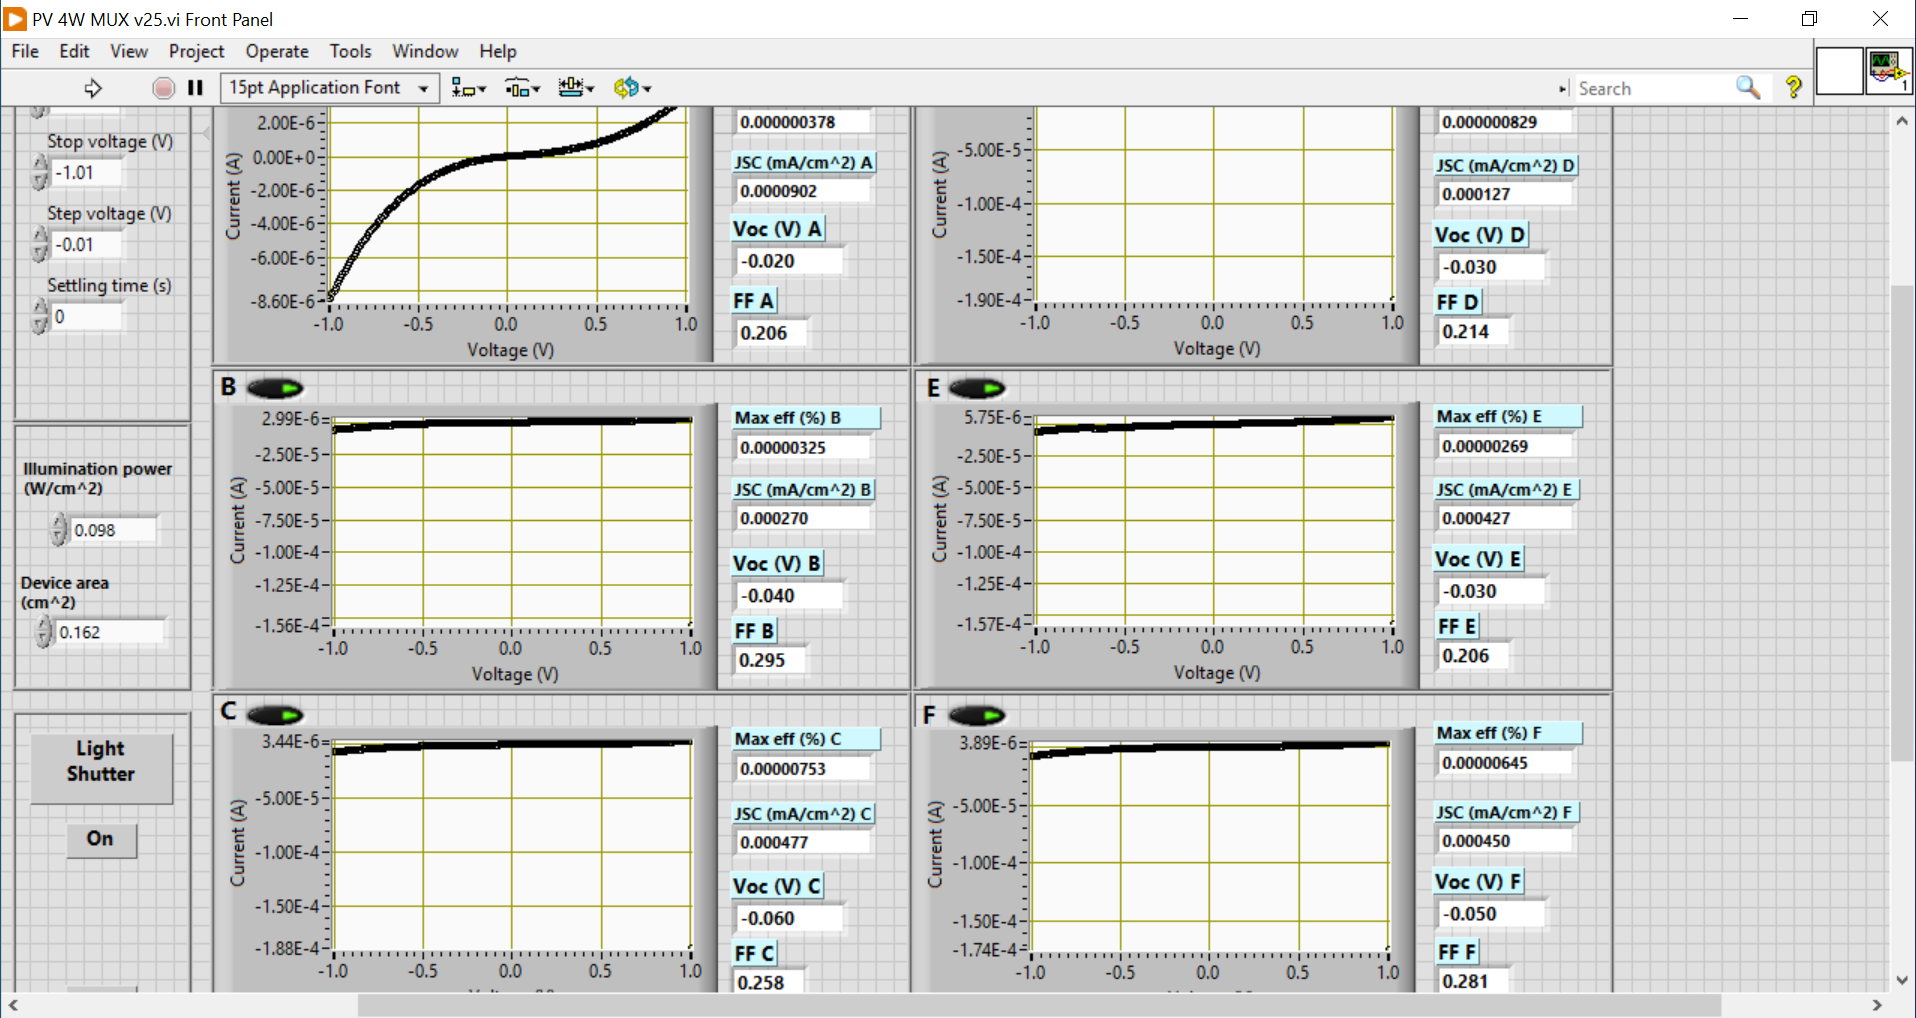 PV 4W MUX v25.vi Front Panel
File Edit View Project Operate Tools Window Help
15pt Application Font
Search
1
Stop voltage (V)
-1.01
Step voltage (V)
-0.01
Settling time (s)
0
Illumination power
(W/cm^2)
0.098
Device area
(cm^2)
0.162
Light
Shutter
On
2.00E-6
0.00E+0
-2.00E-6
-4.00E-6
-6.00E-6
-8.60E-6
Current (A)
-1.0 -0.5 0.0 0.5 1.0
Voltage (V)
0.000000378
JSC (mA/cm^2) A
0.0000902
Voc (V) A
-0.020
FF A
0.206
-5.00E-5
-1.00E-4
-1.50E-4
-1.90E-4
Current (A)
-1.0 -0.5 0.0 0.5 1.0
Voltage (V)
0.000000829
JSC (mA/cm^2) D
0.000127
Voc (V) D
-0.030
FF D
0.214
B
2.99E-6
-2.50E-5
-5.00E-5
-7.50E-5
-1.00E-4
-1.25E-4
-1.56E-4
Current (A)
-1.0 -0.5 0.0 0.5 1.0
Voltage (V)
Max eff (%) B
0.00000325
JSC (mA/cm^2) B
0.000270
Voc (V) B
-0.040
FF B
0.295
E
5.75E-6
-2.50E-5
-5.00E-5
-7.50E-5
-1.00E-4
-1.25E-4
-1.57E-4
Current (A)
-1.0 -0.5 0.0 0.5 1.0
Voltage (V)
Max eff (%) E
0.00000269
JSC (mA/cm^2) E
0.000427
Voc (V) E
-0.030
FF E
0.206
C
3.44E-6
-5.00E-5
-1.00E-4
-1.50E-4
-1.88E-4
Current (A)
-1.0 -0.5 0.0 0.5 1.0
Max eff (%) C
0.00000753
JSC (mA/cm^2) C
0.000477
Voc (V) C
-0.060
FF C
0.258
F
3.89E-6
-5.00E-5
-1.00E-4
-1.50E-4
-1.74E-4
Current (A)
-1.0 -0.5 0.0 0.5 1.0
Max eff (%) F
0.00000645
JSC (mA/cm^2) F
0.000450
Voc (V) F
-0.050
FF F
0.281